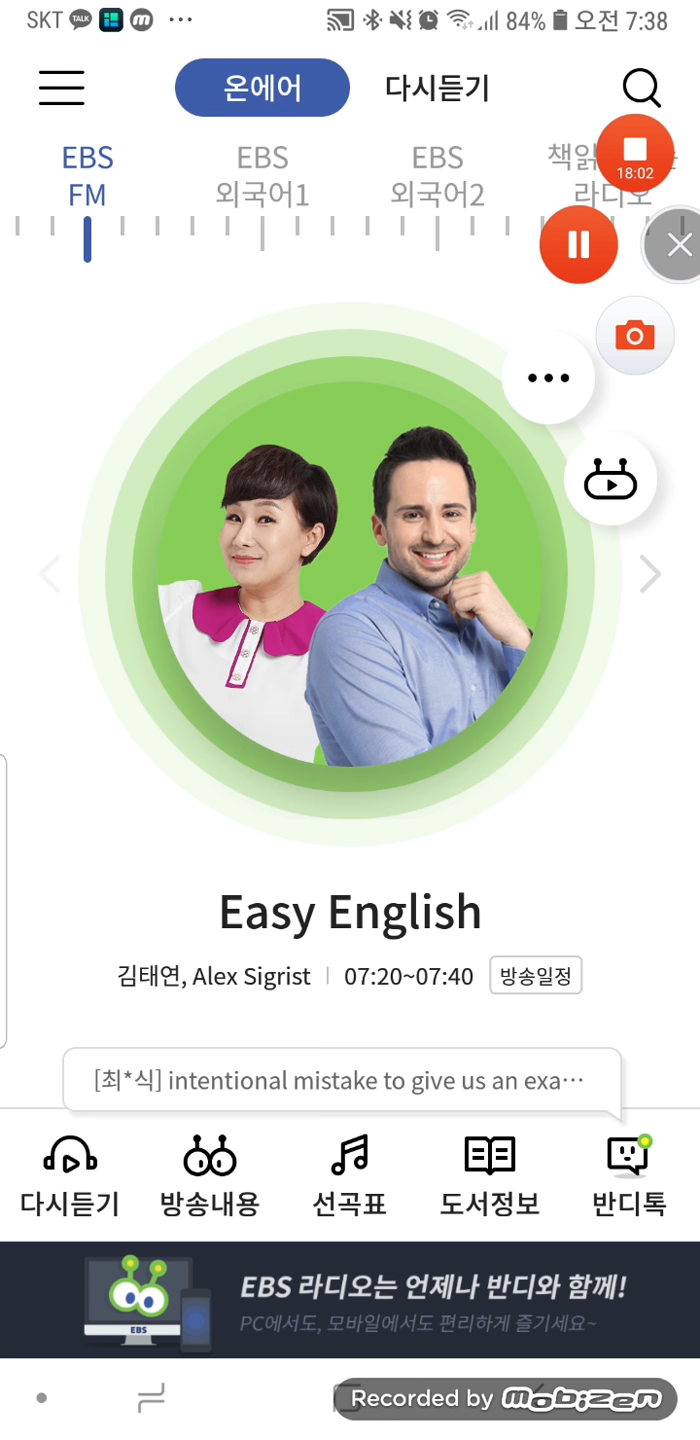 SKT TALK m ... 84% 오전 7:38
온에어 다시듣기
EBS FM
EBS 외국어1
EBS 외국어2
라디오
18:02
Easy English
김태연, Alex Sigrist | 07:20~07:40 방송일정
[최*식] intentional mistake to give us an exa…
다시듣기 방송내용 선곡표 도서정보 반디톡
EBS
EBS 라디오는 언제나 반디와 함께!
PC에서도, 모바일에서도 편리하게 즐기세요~
Recorded by mobizen